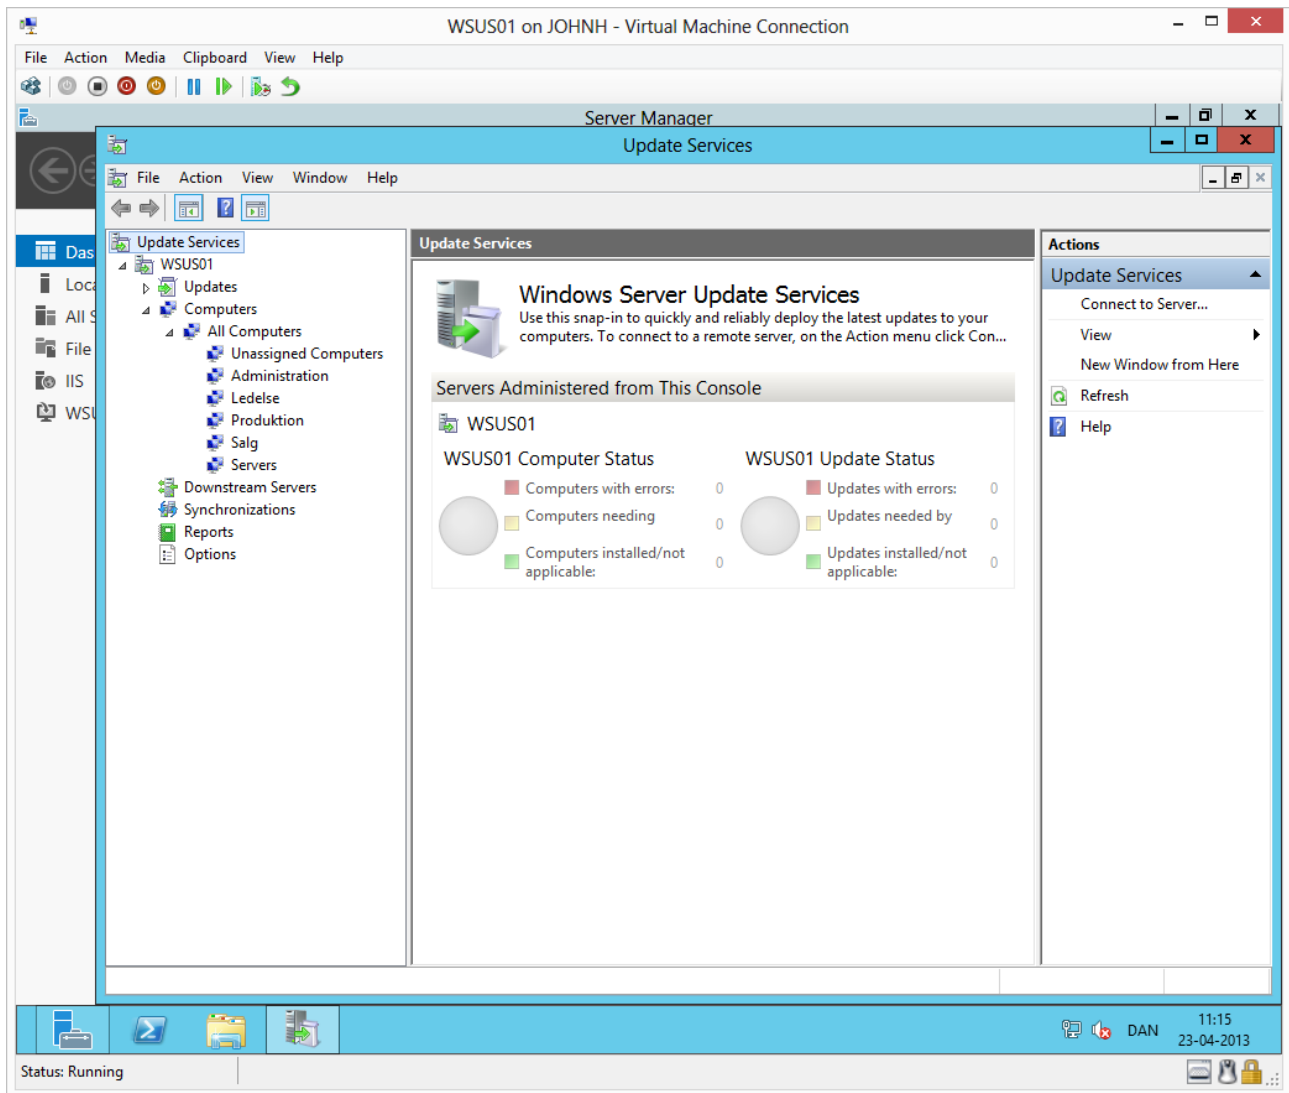 WSUS01 on JOHNH - Virtual Machine Connection
File Action Media Clipboard View Help
Server Manager
Update Services
File Action View Window Help
Das
Loca
All S
File
IIS
WSU
Update Services
WSUS01
Updates
Computers
All Computers
Unassigned Computers
Administration
Ledelse
Produktion
Salg
Servers
Downstream Servers
Synchronizations
Reports
Options
Update Services
Windows Server Update Services
Use this snap-in to quickly and reliably deploy the latest updates to your
computers. To connect to a remote server, on the Action menu click Con...
Servers Administered from This Console
WSUS01
WSUS01 Computer Status
Computers with errors: 0
Computers needing 0
Computers installed/not
applicable: 0
WSUS01 Update Status
Updates with errors: 0
Updates needed by 0
Updates installed/not
applicable: 0
Actions
Update Services
Connect to Server...
View
New Window from Here
Refresh
Help
DAN
11:15
23-04-2013
Status: Running